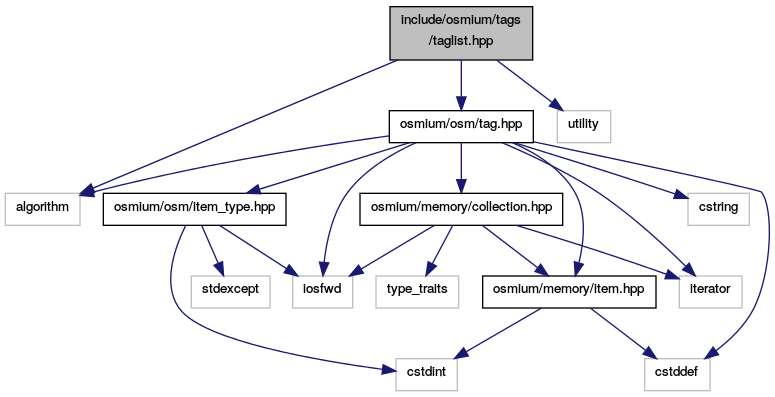 include/osmium/tags
/taglist.hpp
osmium/osm/tag.hpp
utility
algorithm
osmium/osm/item_type.hpp
osmium/memory/collection.hpp
cstring
stdexcept
iosfwd
type_traits
osmium/memory/item.hpp
iterator
cstdint
cstddef